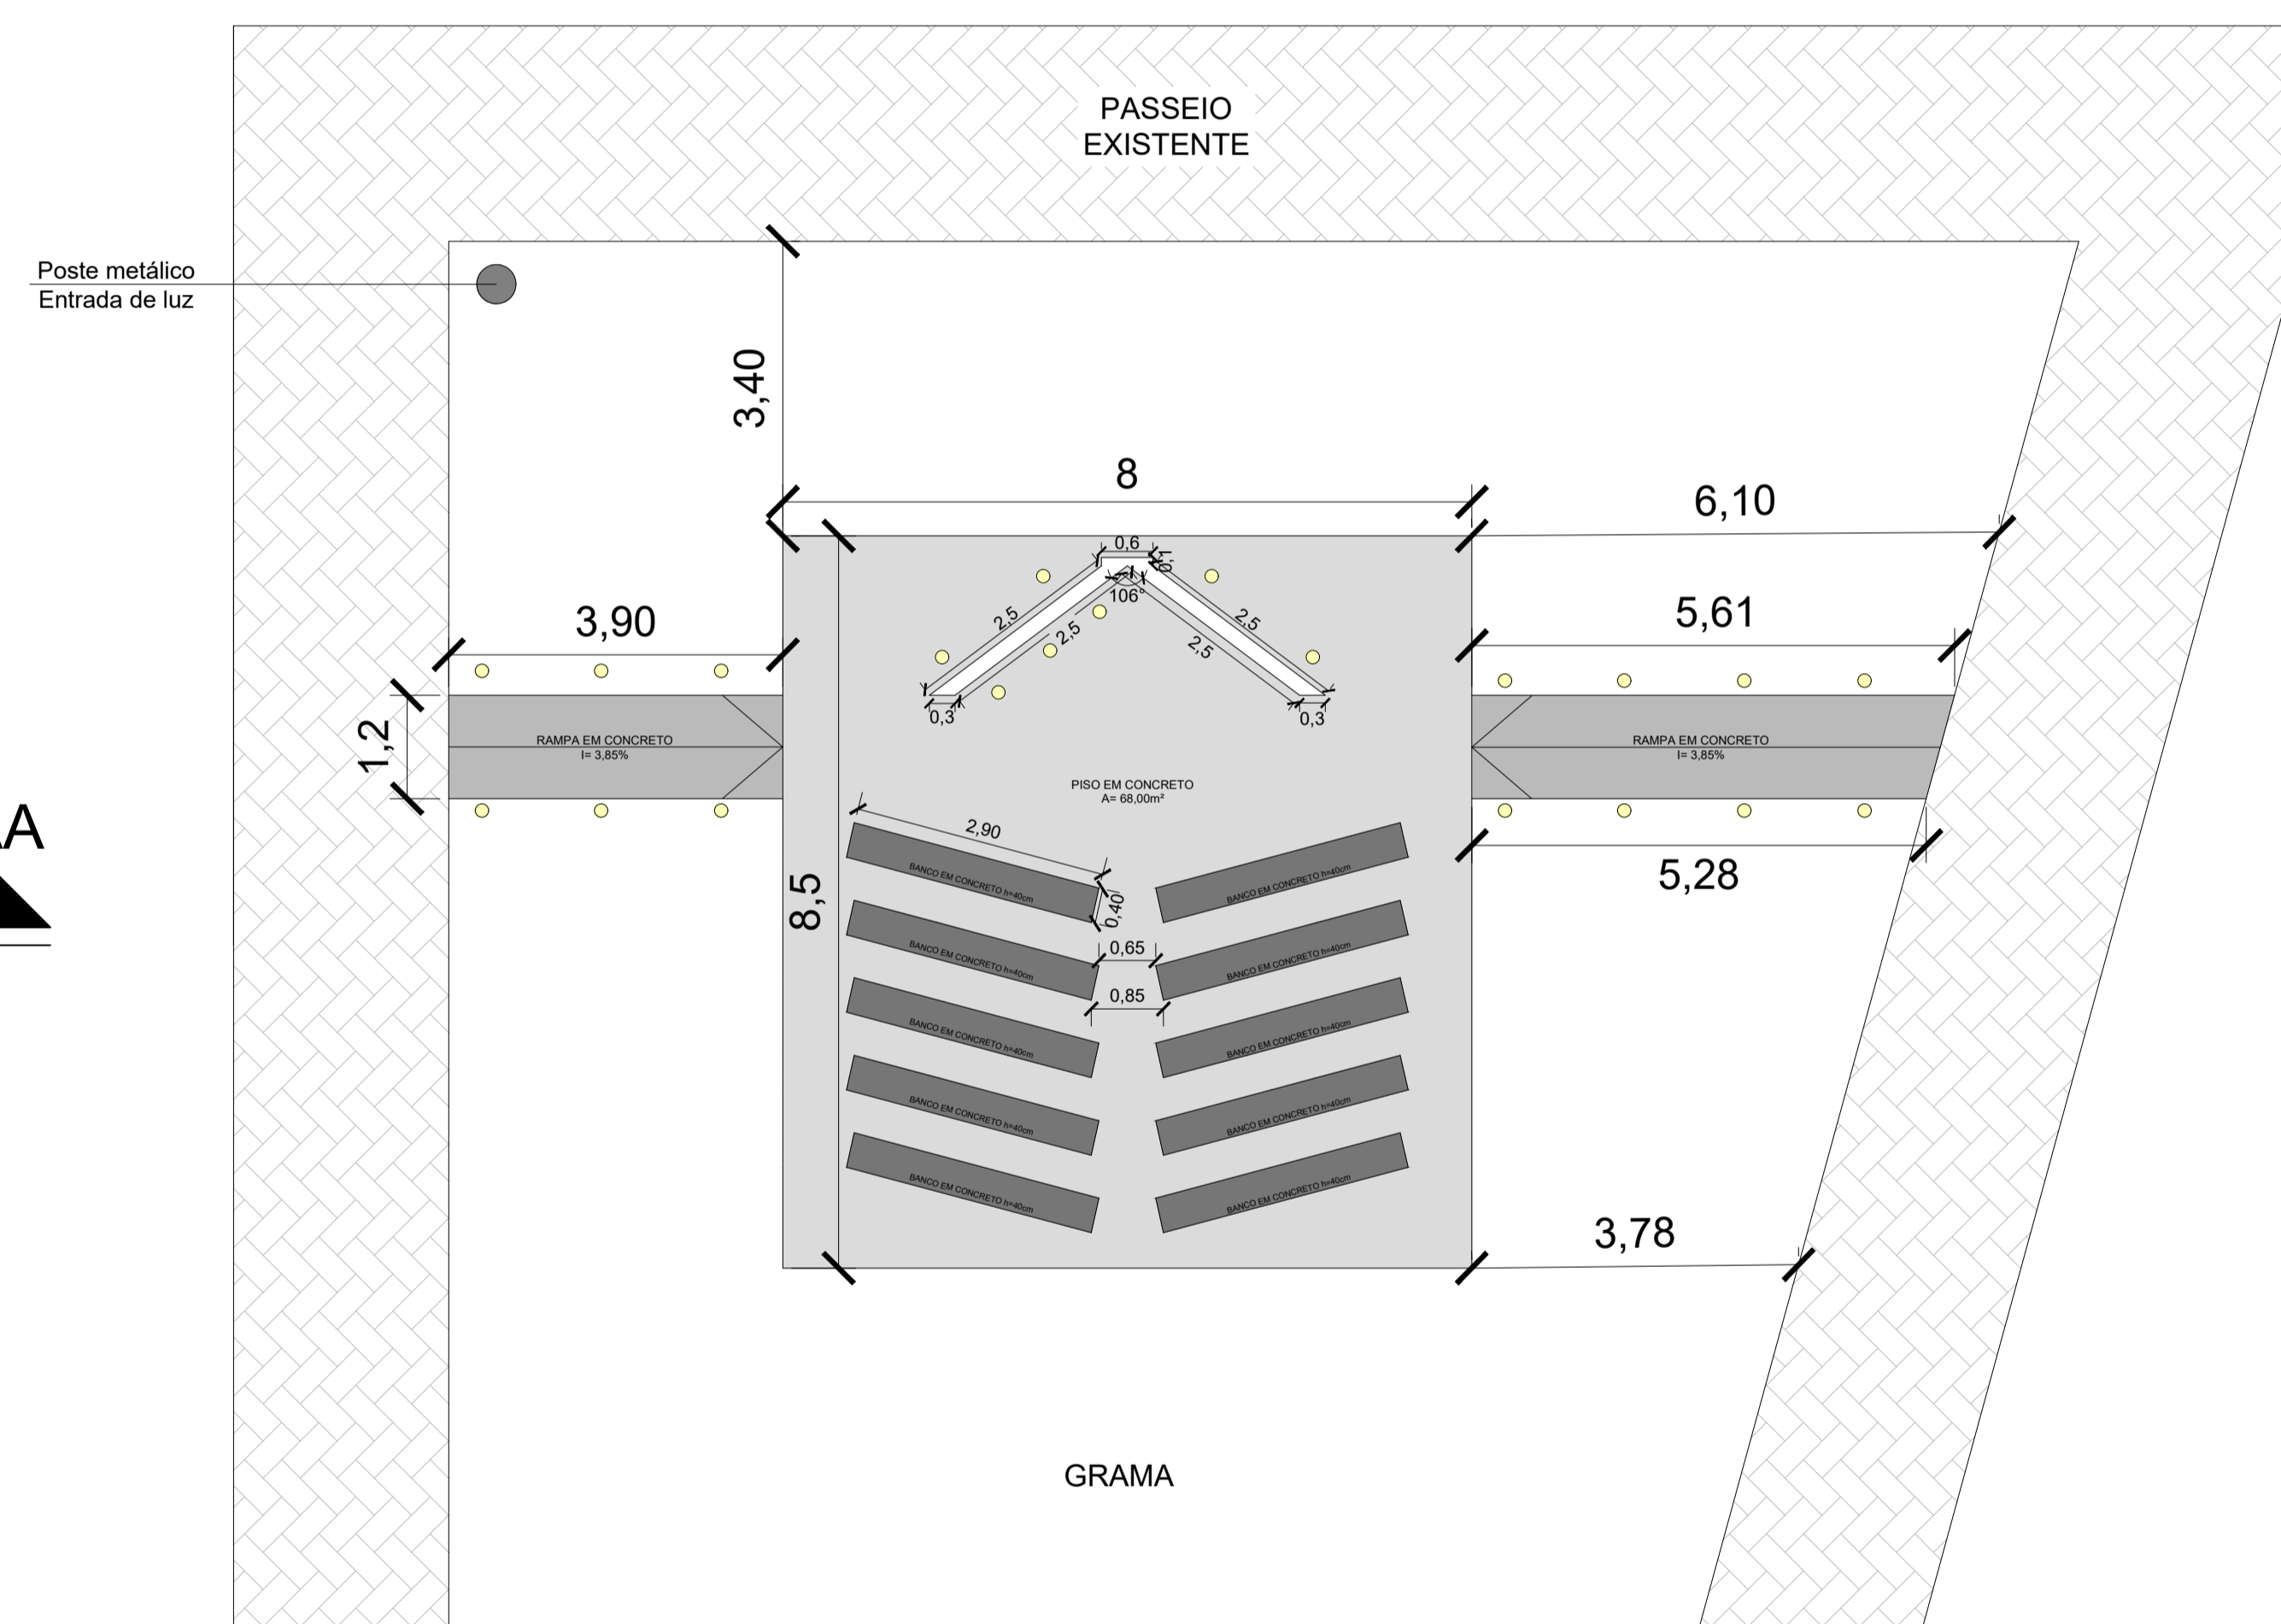 PASSEIO
EXISTENTE
Poste metálico
Entrada de luz
3,40
8
6,10
0,6
0,1
106°
2,5
2,5
2,5
2,5
0,3
0,3
3,90
5,61
1,2
RAMPA EM CONCRETO
I= 3,85%
RAMPA EM CONCRETO
I= 3,85%
PISO EM CONCRETO
A= 68,00m²
2,90
0,40
0,65
0,85
8,5
5,28
BANCO EM CONCRETO h=40cm
BANCO EM CONCRETO h=40cm
BANCO EM CONCRETO h=40cm
BANCO EM CONCRETO h=40cm
BANCO EM CONCRETO h=40cm
BANCO EM CONCRETO h=40cm
BANCO EM CONCRETO h=40cm
BANCO EM CONCRETO h=40cm
BANCO EM CONCRETO h=40cm
BANCO EM CONCRETO h=40cm
3,78
GRAMA